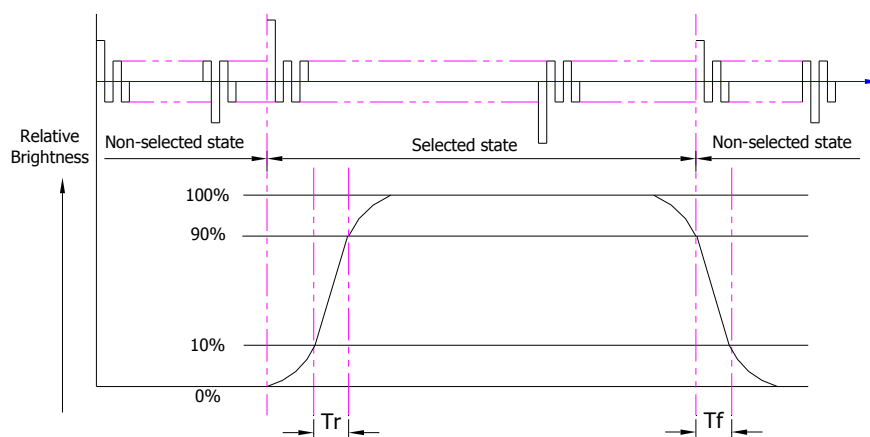 Relative
Brightness
Non-selected state
Selected state
Non-selected state
100%
90%
10%
0%
Tr
Tf